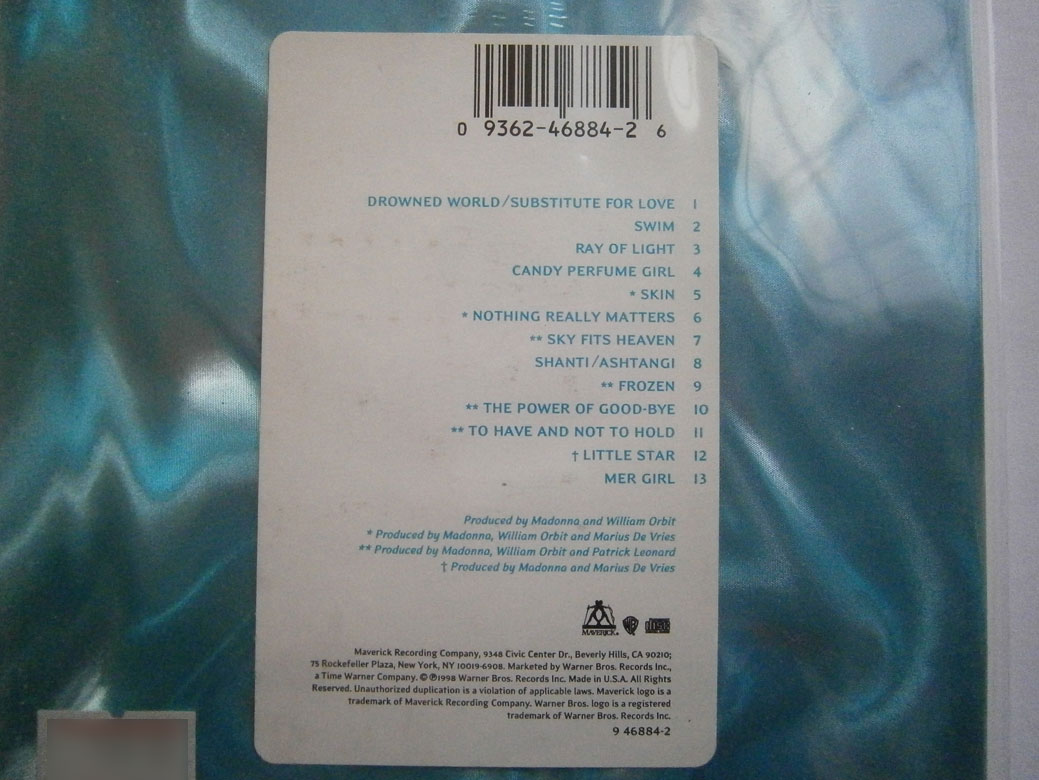 0 9362-46884-2 6
DROWNED WORLD/SUBSTITUTE FOR LOVE 1
SWIM 2
RAY OF LIGHT 3
CANDY PERFUME GIRL 4
* SKIN 5
* NOTHING REALLY MATTERS 6
** SKY FITS HEAVEN 7
SHANTI/ASHTANGI 8
** FROZEN 9
** THE POWER OF GOOD-BYE 10
** TO HAVE AND NOT TO HOLD 11
† LITTLE STAR 12
MER GIRL 13
Produced by Madonna and William Orbit
* Produced by Madonna, William Orbit and Marius De Vries
** Produced by Madonna, William Orbit and Patrick Leonard
† Produced by Madonna and Marius De Vries
MAVERICK
Maverick Recording Company, 9348 Civic Center Dr., Beverly Hills, CA 90210;
75 Rockefeller Plaza, New York, NY 10019-6908. Marketed by Warner Bros. Records Inc.,
a Time Warner Company. © ℗1998 Warner Bros. Records Inc. Made in U.S.A. All Rights
Reserved. Unauthorized duplication is a violation of applicable laws. Maverick logo is a
trademark of Maverick Recording Company. Warner Bros. logo is a registered
trademark of Warner Bros. Records Inc.
9 46884-2